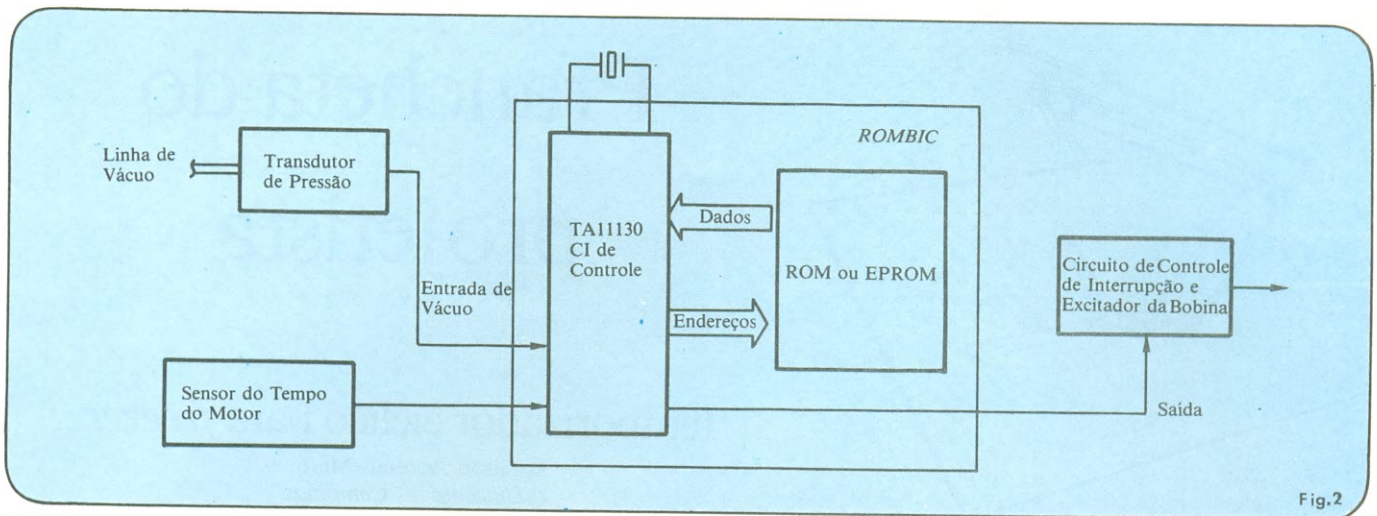 Linha de
Vácuo
Transdutor
de Pressão
ROMBIC
TA11130
CI de
Controle
Dados
Endereços
ROM ou EPROM
Entrada de
Vácuo
Sensor do Tempo
do Motor
Circuito de Controle
de Interrupção e
Excitador da Bobina
Saída
Fig.2